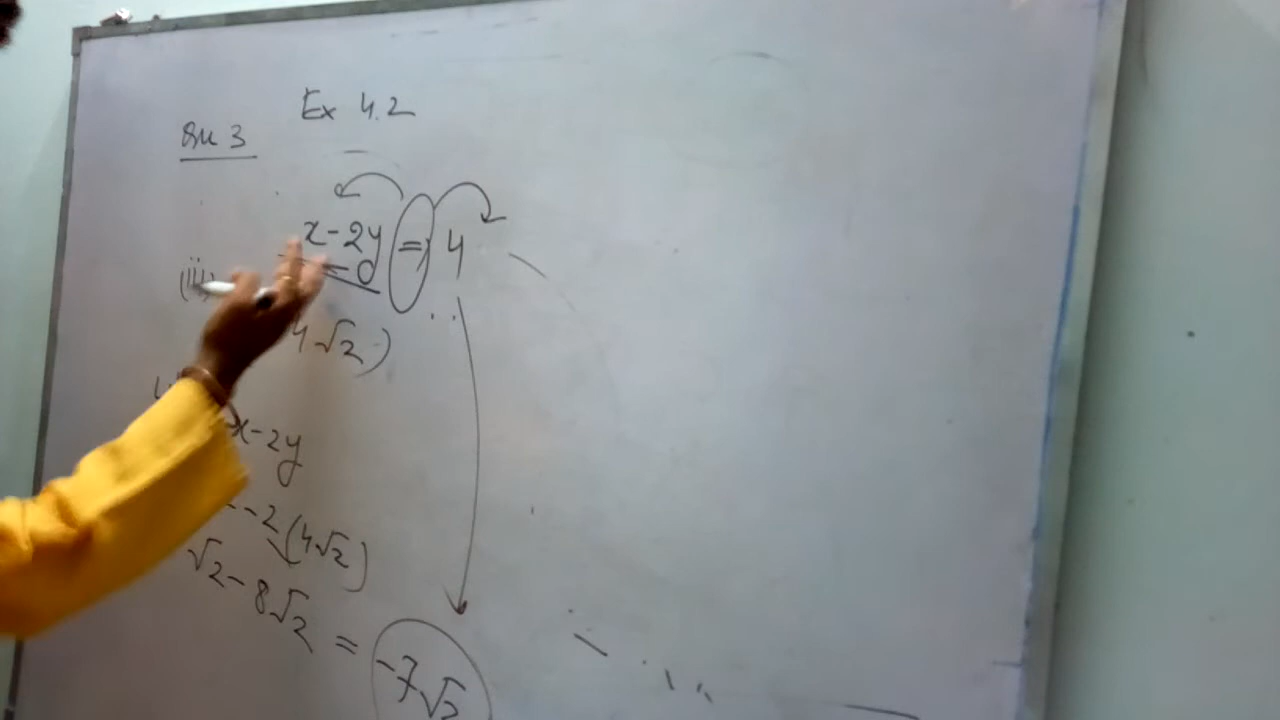 Ex 4.2
Qu 3
x-2y = 4
(iii)
4√2)
x-2y
-2(4√2)
√2-8√2 = -7√2